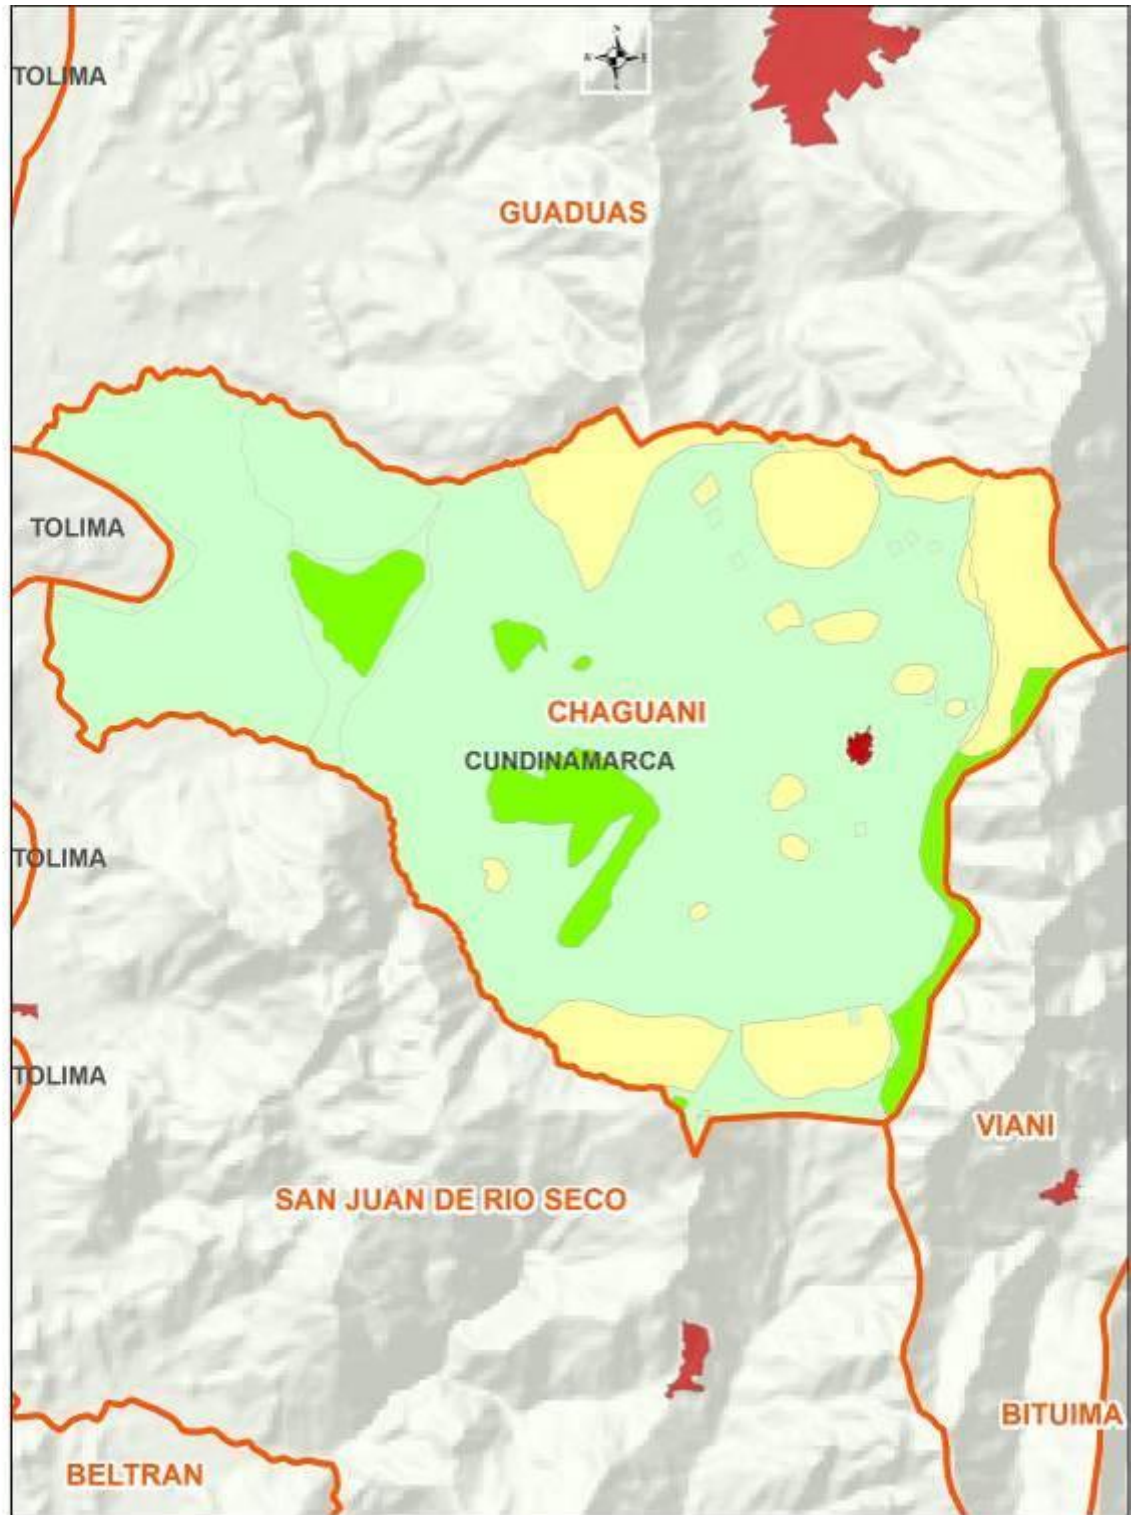 N
TOLIMA
GUADUAS
TOLIMA
CHAGUANI
CUNDINAMARCA
TOLIMA
TOLIMA
VIANI
SAN JUAN DE RIO SECO
BITUIMA
BELTRAN